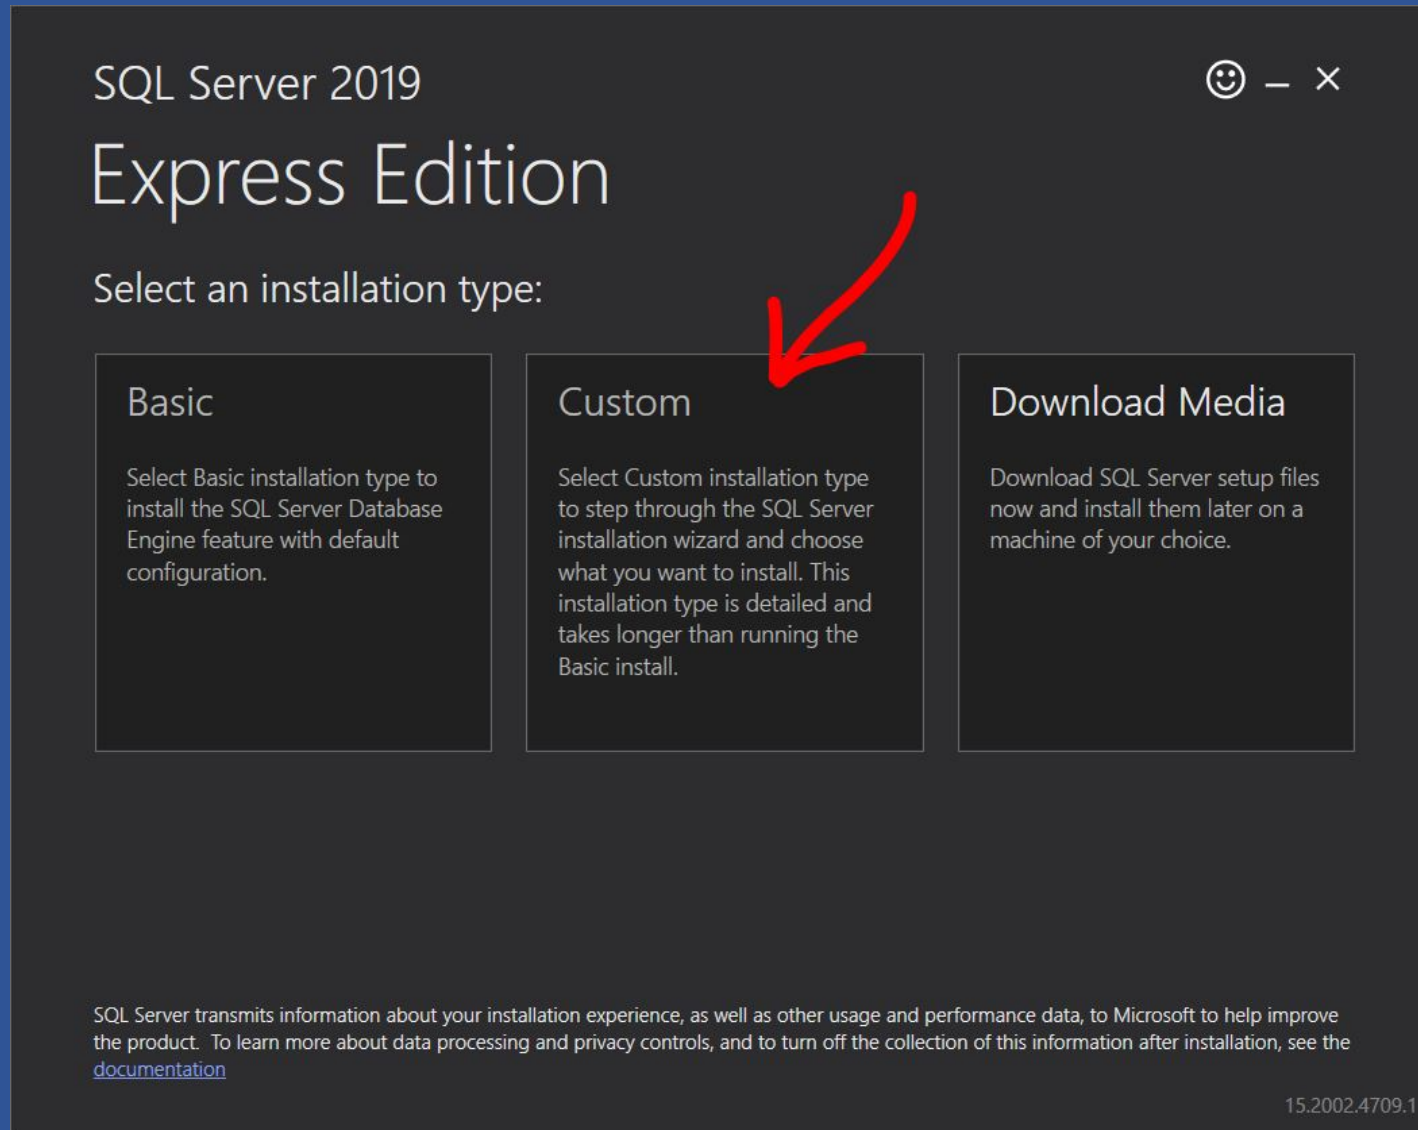 SQL Server 2019
Express Edition
Select an installation type:
Basic
Select Basic installation type to
install the SQL Server Database
Engine feature with default
configuration.
Custom
Select Custom installation type
to step through the SQL Server
installation wizard and choose
what you want to install. This
installation type is detailed and
takes longer than running the
Basic install.
Download Media
Download SQL Server setup files
now and install them later on a
machine of your choice.
SQL Server transmits information about your installation experience, as well as other usage and performance data, to Microsoft to help improve
the product.  To learn more about data processing and privacy controls, and to turn off the collection of this information after installation, see the
documentation
15.2002.4709.1